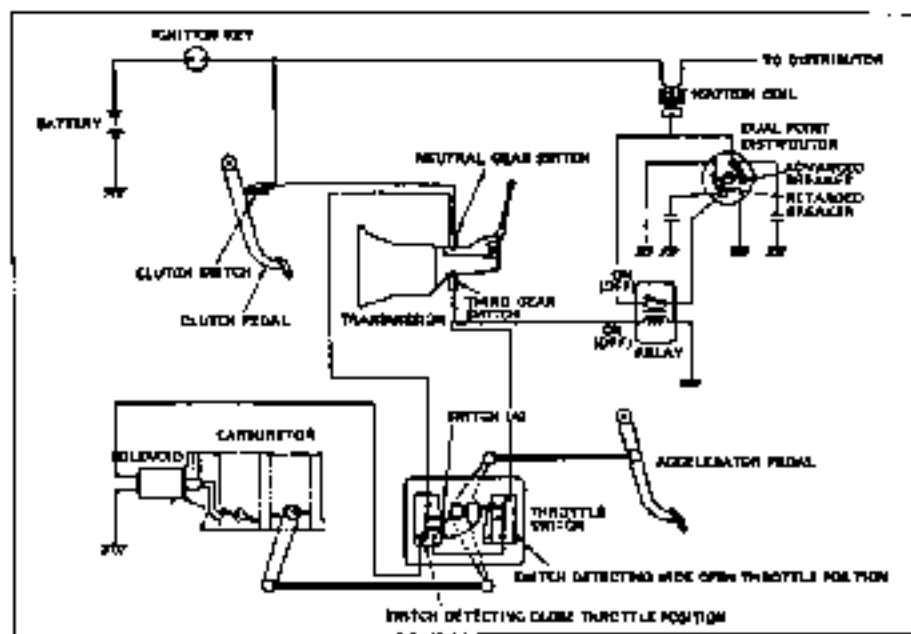 IGNITION KEY
TO DISTRIBUTOR
IGNITION COIL
BATTERY
DUAL POINT
DISTRIBUTOR
NEUTRAL GEAR SWITCH
ADVANCED
BREAKER
RETARDED
BREAKER
CLUTCH SWITCH
ON
(OFF)
THIRD GEAR
SWITCH
CLUTCH PEDAL
TRANSMISSION
ON
(OFF)
RELAY
SWITCH
CARBURETOR
SOLENOID
ACCELERATOR PEDAL
THROTTLE
SWITCH
SWITCH DETECTING WIDE OPEN THROTTLE POSITION
SWITCH DETECTING CLOSE THROTTLE POSITION